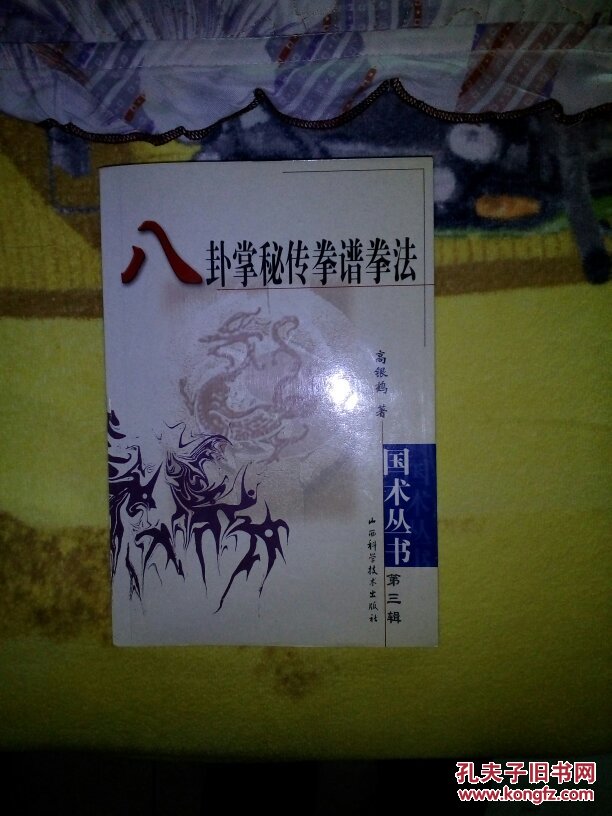 八卦掌秘传拳谱拳法
高银鹤 著
国术丛书
第三辑
山西科学技术出版社
孔夫子旧书网
www.kongfz.com